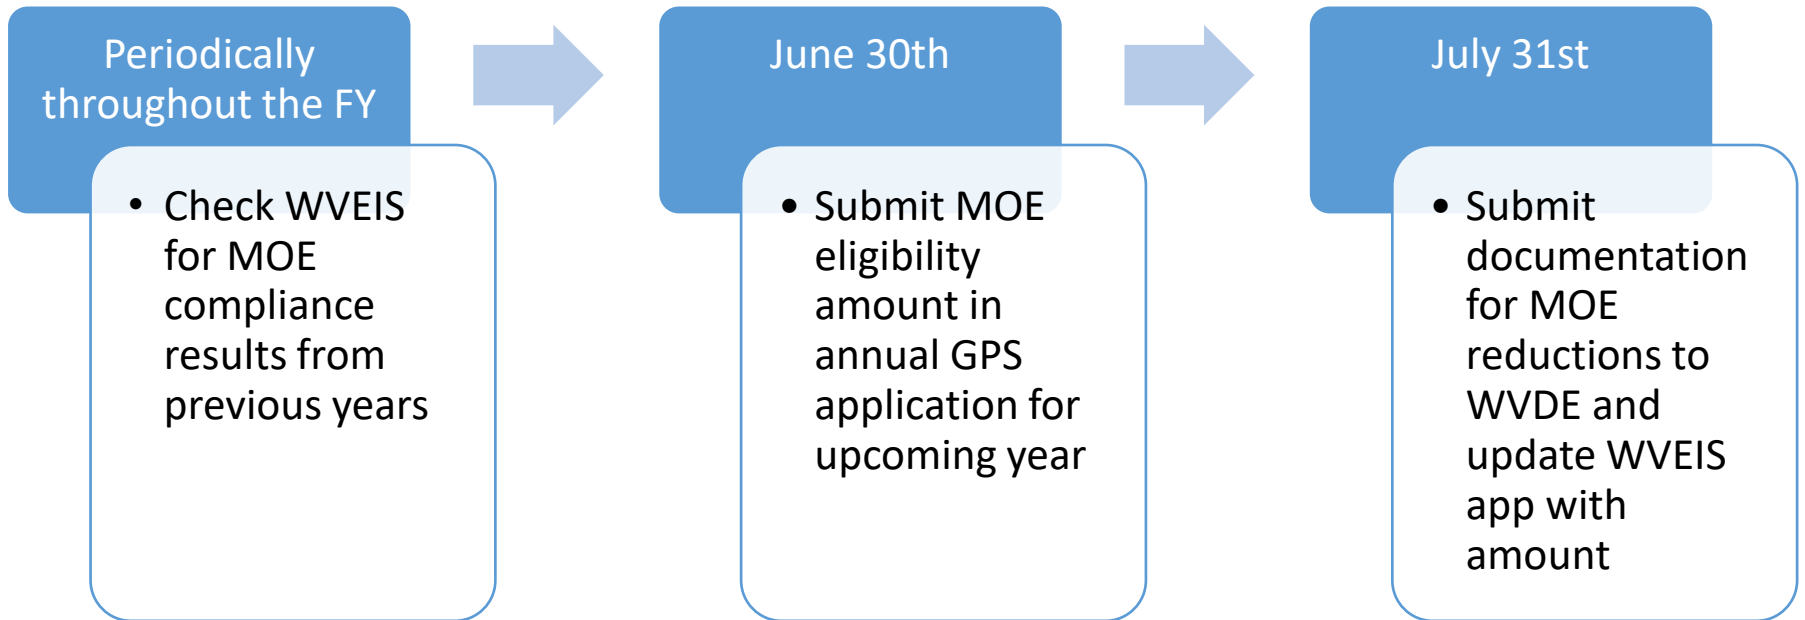 Periodically
throughout the FY
• Check WVEIS
for MOE
compliance
results from
previous years
June 30th
• Submit MOE
eligibility
amount in
annual GPS
application for
upcoming year
July 31st
• Submit
documentation
for MOE
reductions to
WVDE and
update WVEIS
app with
amount